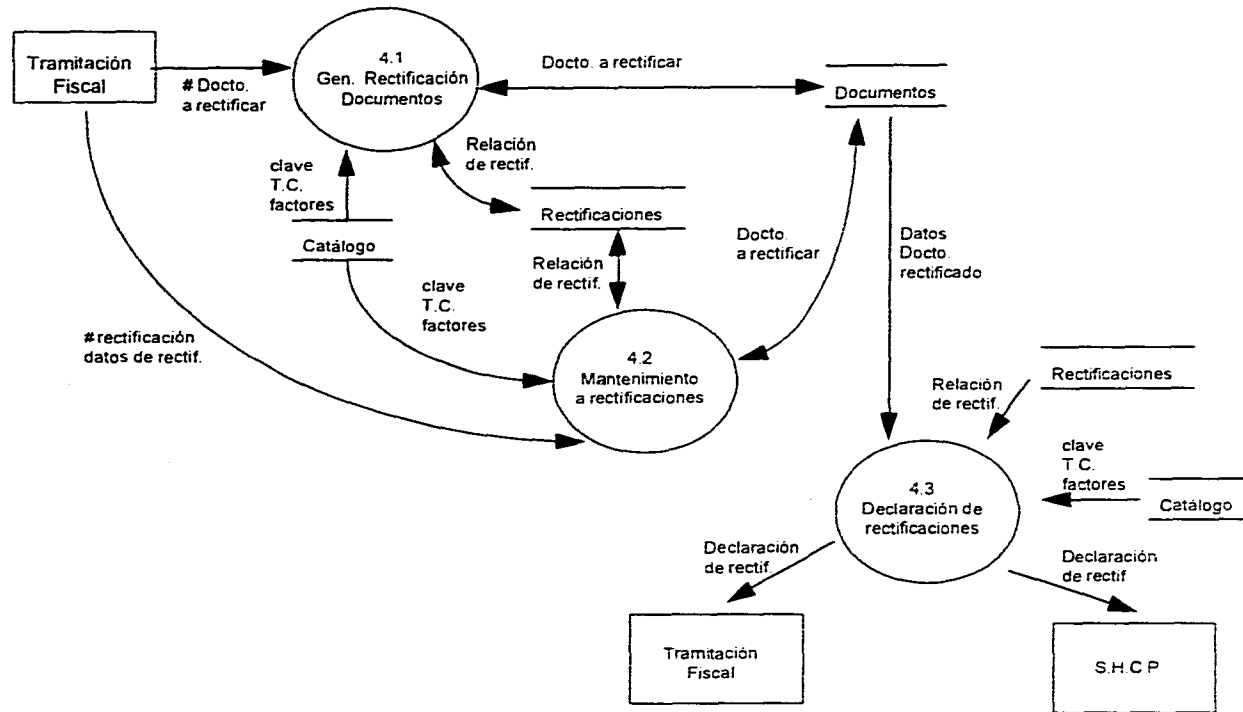 Tramitación
Fiscal
# Docto.
a rectificar
4.1
Gen. Rectificación
Documentos
Docto. a rectificar
Documentos
clave
T.C.
factores
Relación
de rectif.
Rectificaciones
Catálogo
Relación
de rectif.
Docto.
a rectificar
Datos
Docto.
rectificado
clave
T.C.
factores
# rectificación
datos de rectif.
4.2
Mantenimiento
a rectificaciones
Rectificaciones
Relación
de rectif.
clave
T.C.
factores
Catálogo
4.3
Declaración de
rectificaciones
Declaración
de rectif.
Declaración
de rectif
Tramitación
Fiscal
S.H.C P